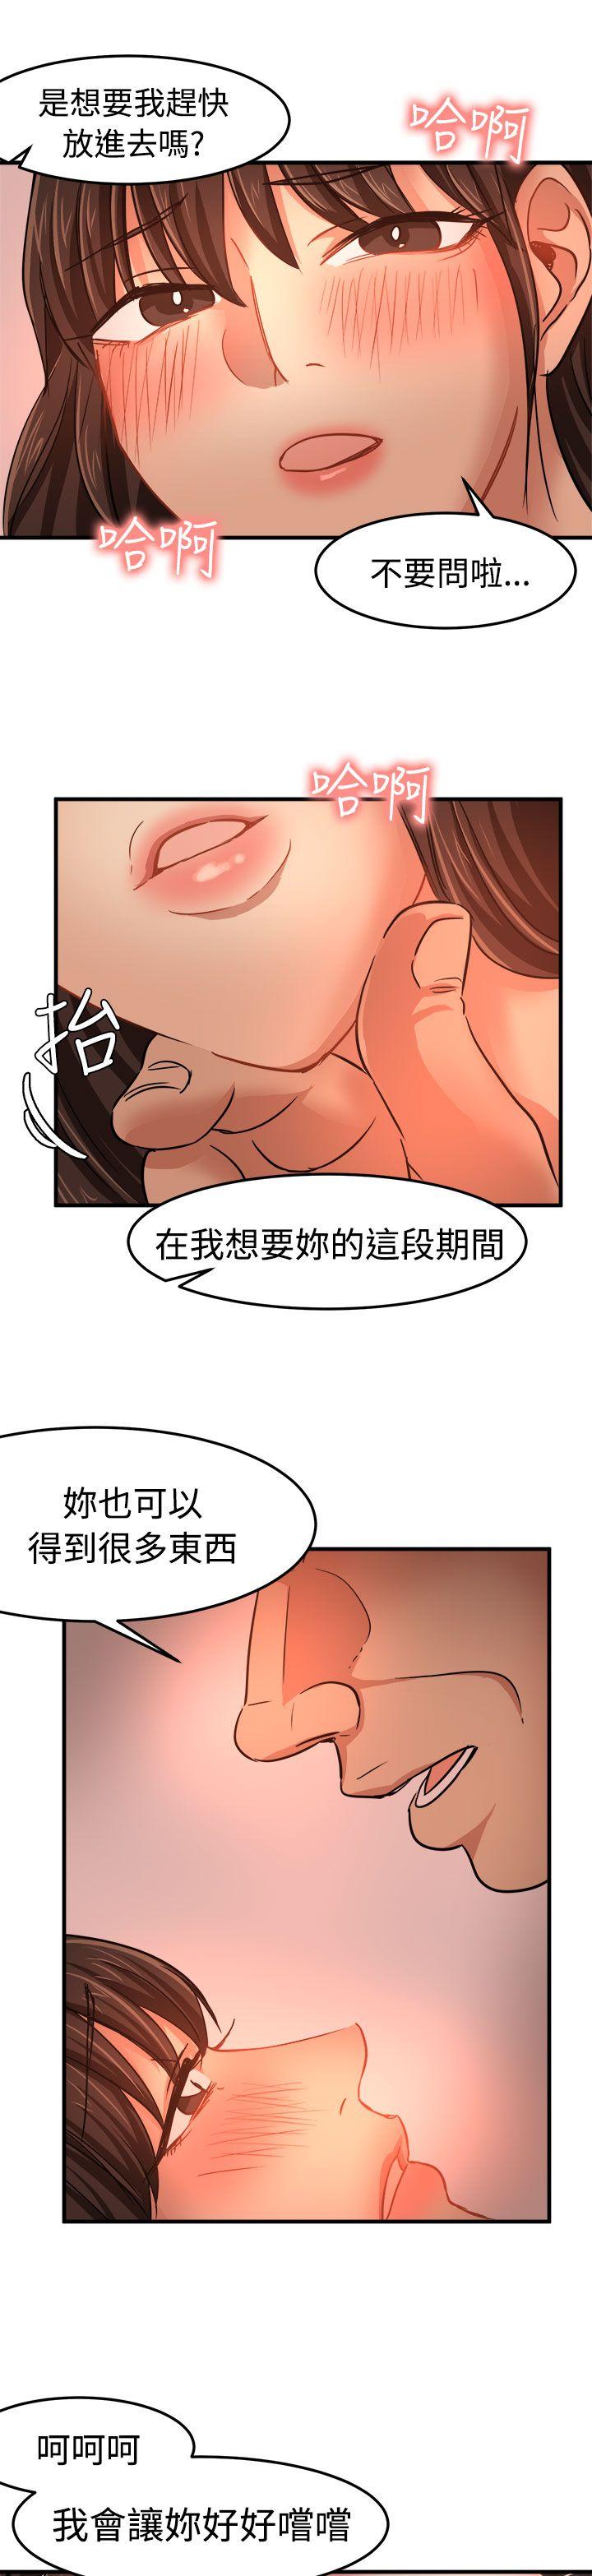 是想要我趕快
放進去嗎?
哈啊
哈啊
不要問啦...
哈啊
抬
在我想要妳的這段期間
妳也可以
得到很多東西
呵呵呵
我會讓妳好好嚐嚐